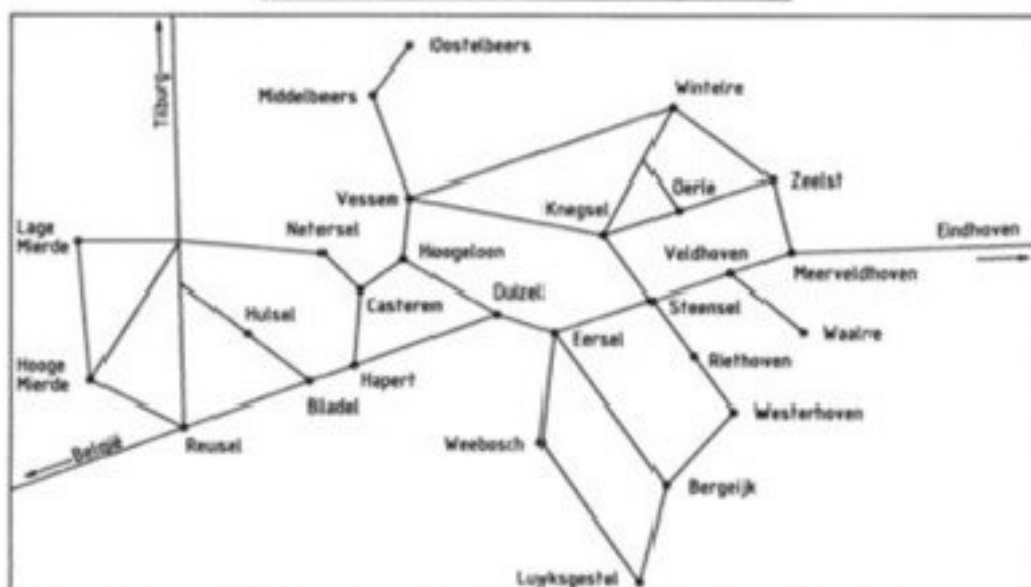 Oostelbeers
Middelbeers
Wintelre
Tilburg
Oerle
Zeelst
Vessem
Knegsel
Lage
Mierde
Netersel
Veldhoven
Eindhoven
Hoogeloon
Meerveldhoven
Duizel
Casteren
Steensel
Hulsel
Eersel
Waalre
Hooge
Mierde
Hapert
Riethoven
Bladel
Westerhoven
België
Reusel
Weebosch
Bergeijk
Luyksgestel